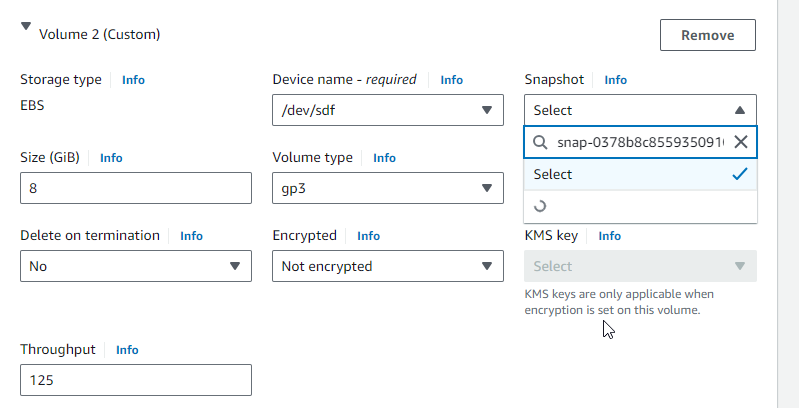 Volume 2 (Custom)
Remove
Storage type Info
Device name - required Info
Snapshot Info
EBS
/dev/sdf
Select
snap-0378b8c855935091
Select
Size (GiB) Info
Volume type Info
8
gp3
Delete on termination Info
Encrypted Info
KMS key Info
No
Not encrypted
Select
KMS keys are only applicable when
encryption is set on this volume.
Throughput Info
125